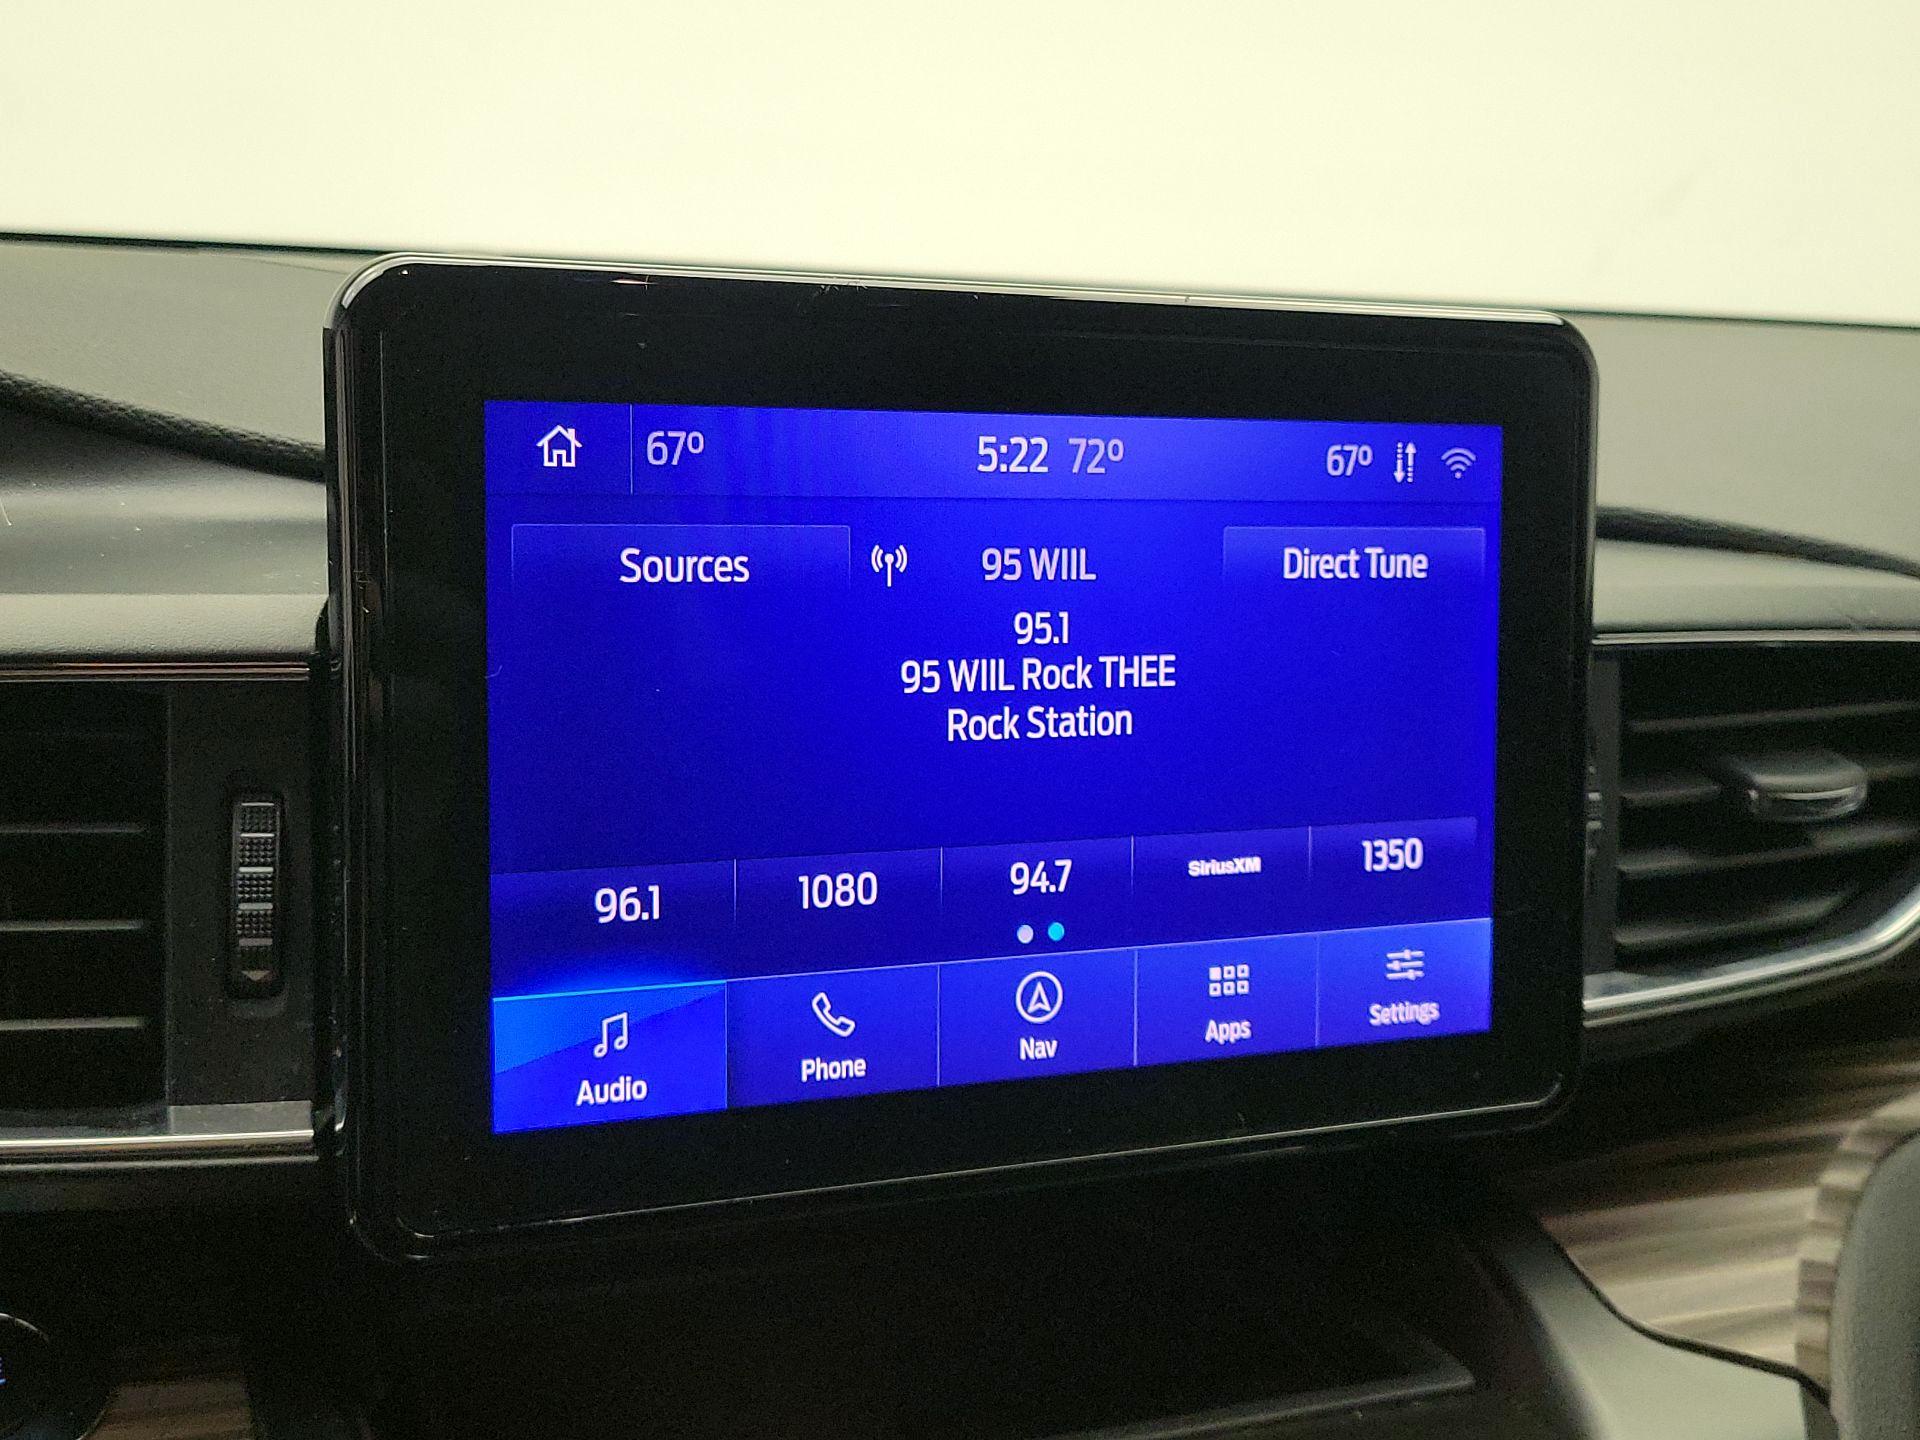 67° 5:22 72° 67°
Sources 95 WIIL Direct Tune
95.1
95 WIIL Rock THEE
Rock Station
96.1 1080 94.7 SiriusXM 1350
Audio Phone Nav Apps Settings